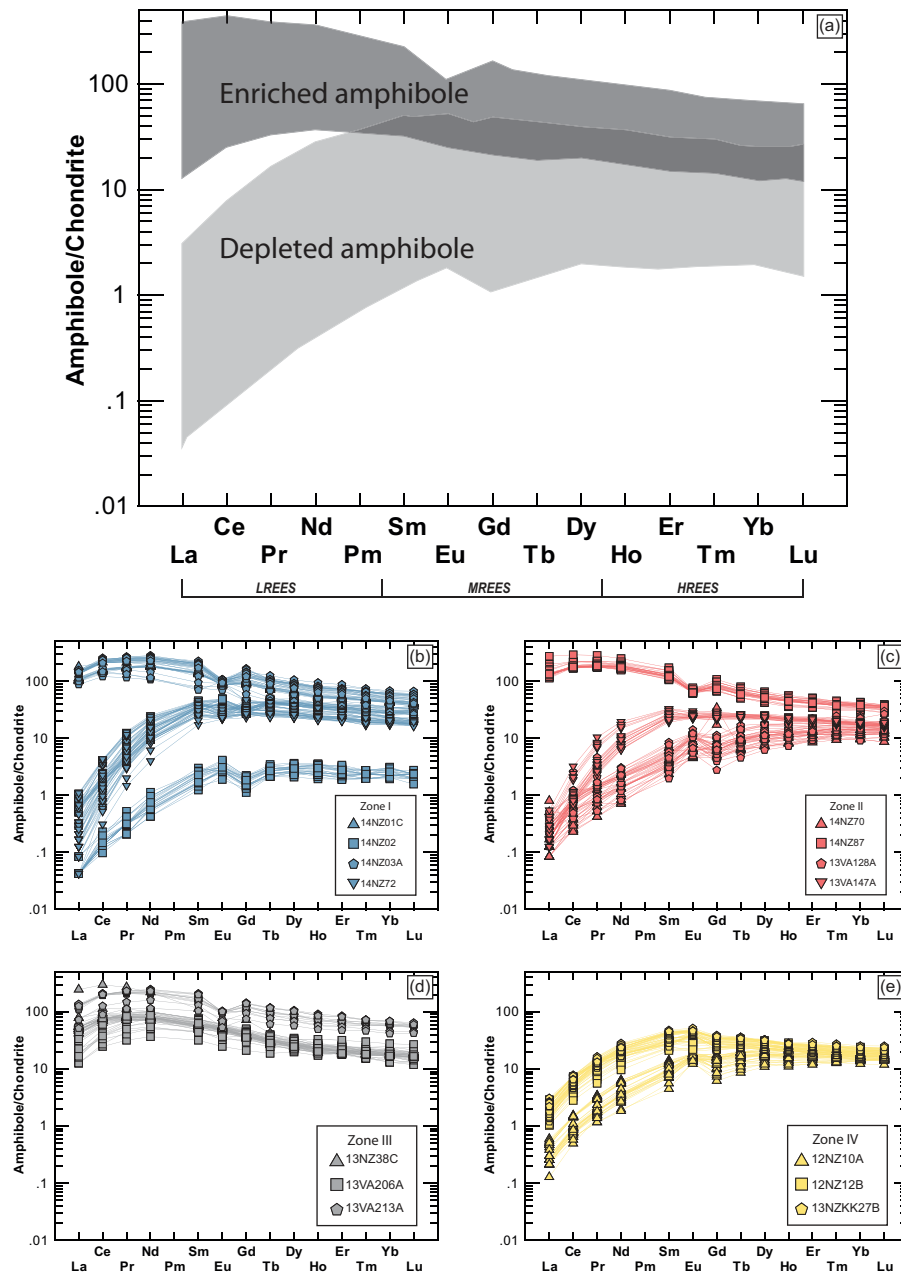 (a)
100
10
1
.1
.01
Amphibole/Chondrite
Enriched amphibole
Depleted amphibole
Ce Nd Sm Gd Dy Er Yb
La Pr Pm Eu Tb Ho Tm Lu
LREES MREES HREES
(b)
100
10
1
.1
.01
Amphibole/Chondrite
Zone I
14NZ01C
14NZ02
14NZ03A
14NZ72
Ce Nd Sm Gd Dy Er Yb
La Pr Pm Eu Tb Ho Tm Lu
(c)
100
10
1
.1
.01
Amphibole/Chondrite
Zone II
14NZ70
14NZ87
13VA128A
13VA147A
Ce Nd Sm Gd Dy Er Yb
La Pr Pm Eu Tb Ho Tm Lu
(d)
100
10
1
.1
.01
Amphibole/Chondrite
Zone III
13NZ38C
13VA206A
13VA213A
Ce Nd Sm Gd Dy Er Yb
La Pr Pm Eu Tb Ho Tm Lu
(e)
100
10
1
.1
.01
Amphibole/Chondrite
Zone IV
12NZ10A
12NZ12B
13NZKK27B
Ce Nd Sm Gd Dy Er Yb
La Pr Pm Eu Tb Ho Tm Lu